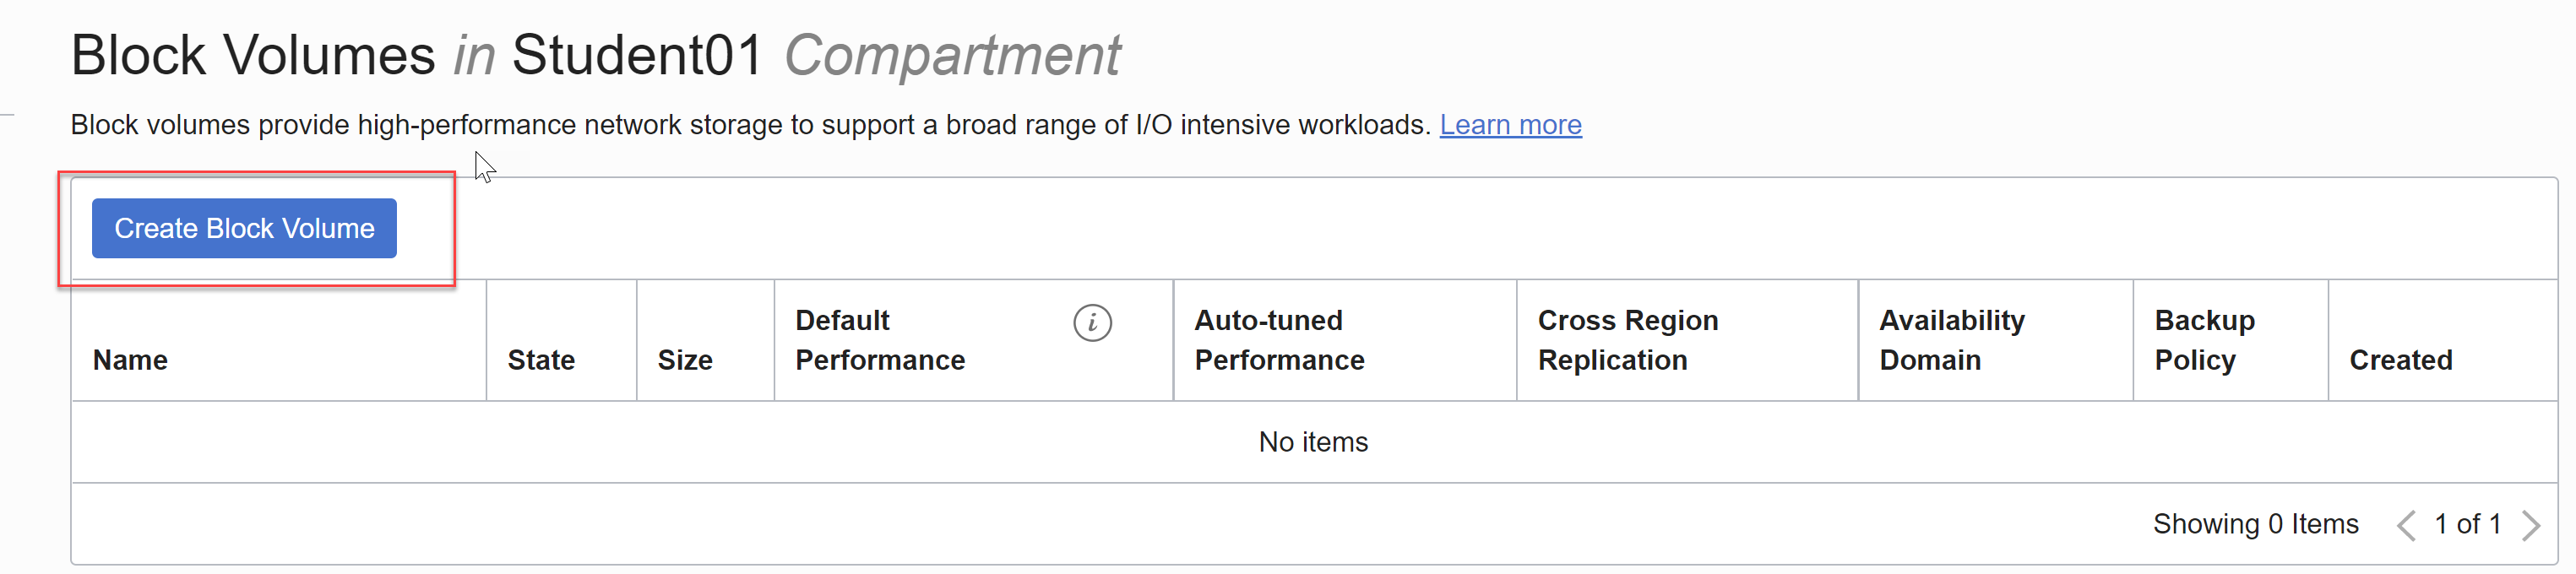 Block Volumes in Student01 Compartment
Block volumes provide high-performance network storage to support a broad range of I/O intensive workloads. Learn more
Create Block Volume
Name
State
Size
Default
Performance
i
Auto-tuned
Performance
Cross Region
Replication
Availability
Domain
Backup
Policy
Created
No items
Showing 0 Items < 1 of 1 >